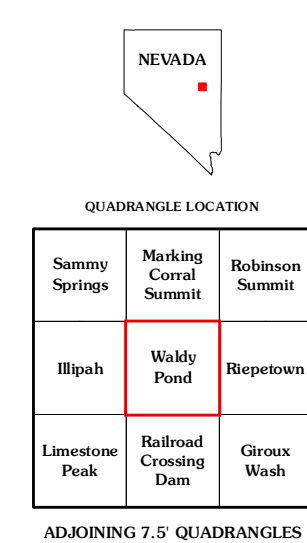 NEVADA
QUADRANGLE LOCATION
Sammy
Springs
Marking
Corral
Summit
Robinson
Summit
Illipah
Waldy
Pond
Riepetown
Limestone
Peak
Railroad
Crossing
Dam
Giroux
Wash
ADJOINING 7.5' QUADRANGLES